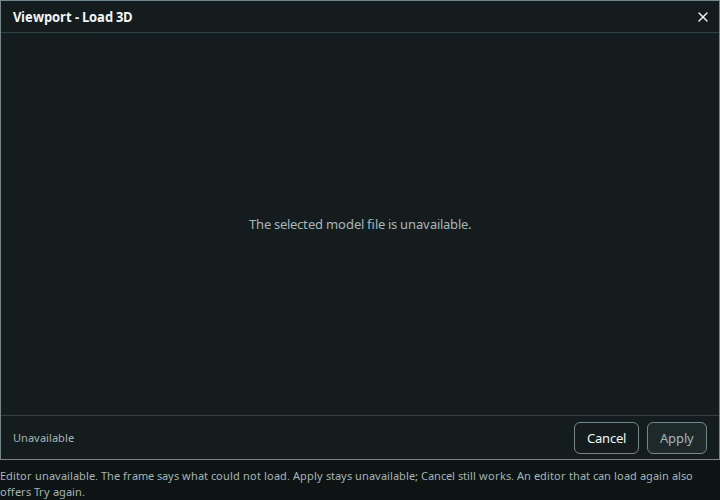 Viewport - Load 3D
The selected model file is unavailable.
Unavailable
Cancel
Apply
Editor unavailable. The frame says what could not load. Apply stays unavailable; Cancel still works. An editor that can load again also
offers Try again.